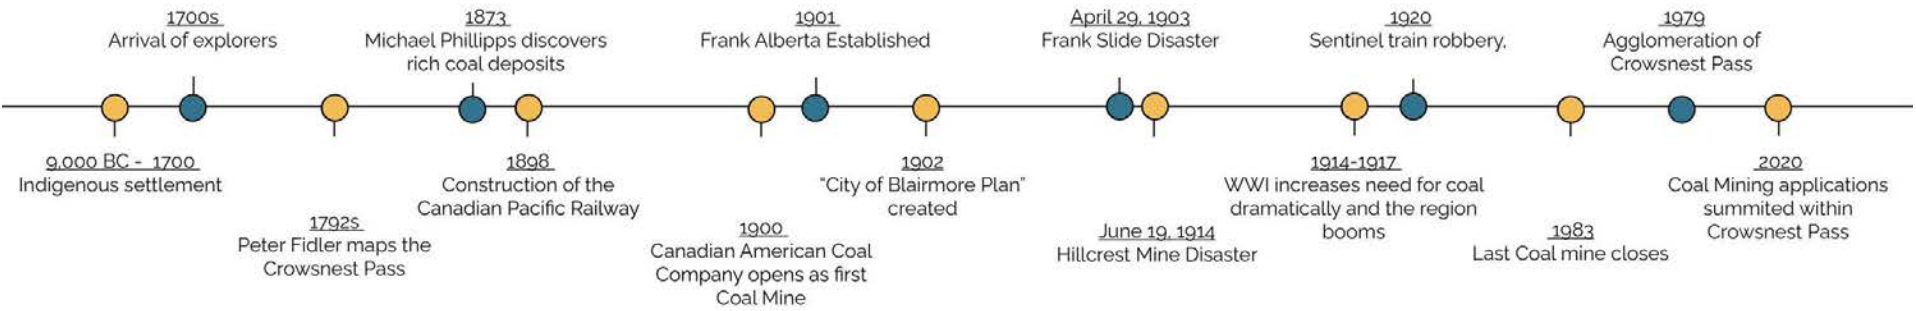 1700s
Arrival of explorers
1873
Michael Phillipps discovers
rich coal deposits
1901
Frank Alberta Established
April 29, 1903
Frank Slide Disaster
1920
Sentinel train robbery,
1979
Agglomeration of
Crowsnest Pass
9,000 BC - 1700
Indigenous settlement
1792s
Peter Fidler maps the
Crowsnest Pass
1898
Construction of the
Canadian Pacific Railway
1900
Canadian American Coal
Company opens as first
Coal Mine
1902
“City of Blairmore Plan”
created
June 19, 1914
Hillcrest Mine Disaster
1914-1917
WWI increases need for coal
dramatically and the region
booms
1983
Last Coal mine closes
2020
Coal Mining applications
summited within
Crowsnest Pass